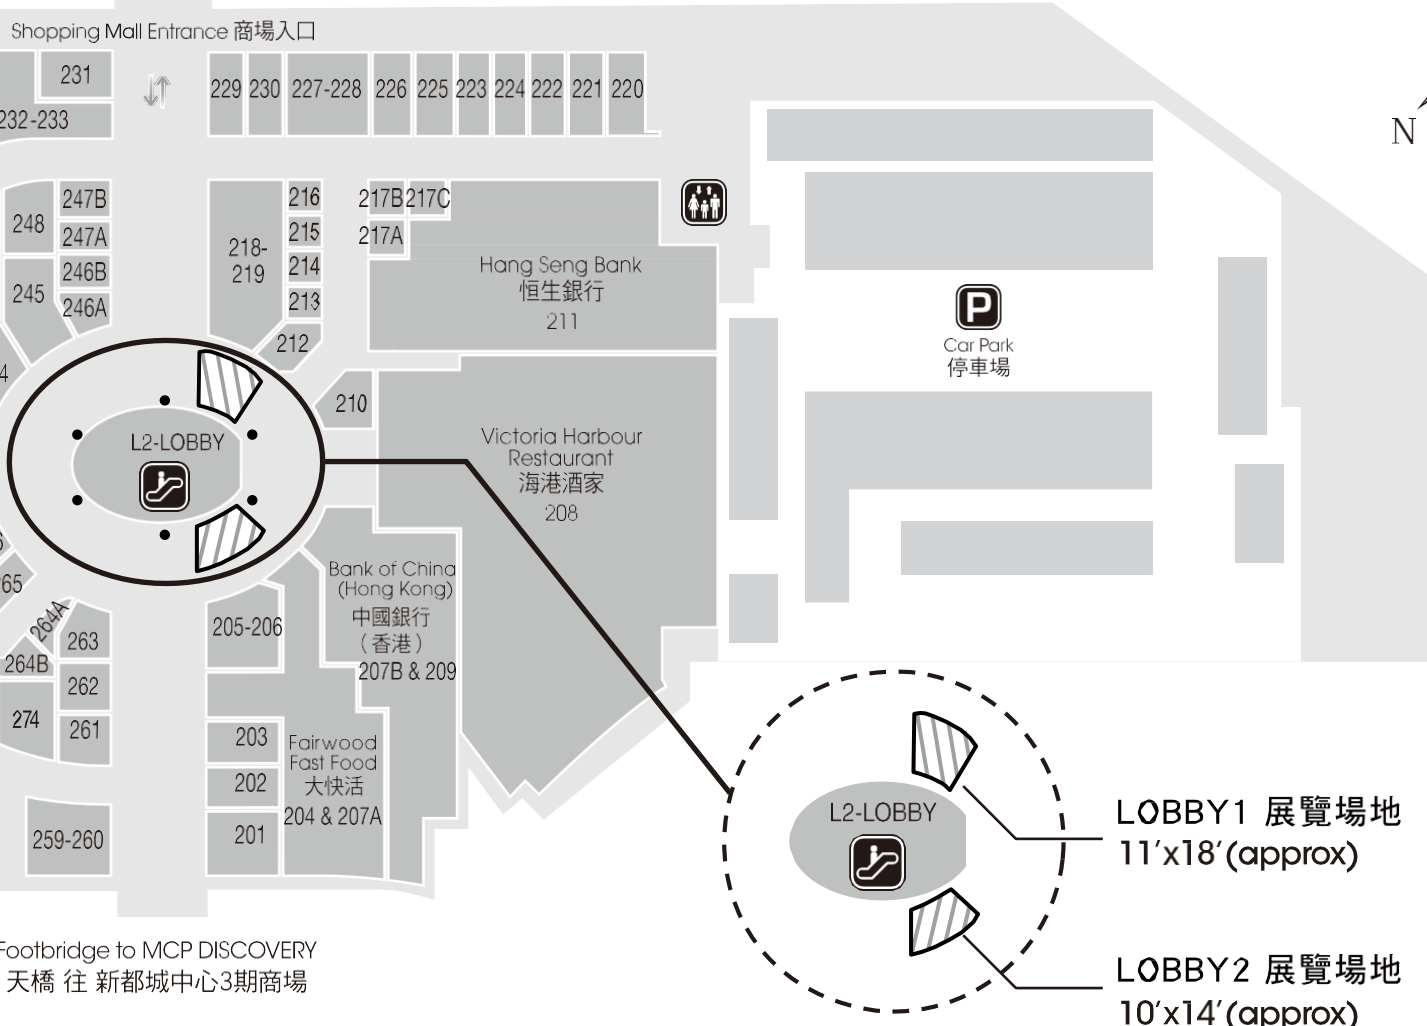 Shopping Mall Entrance 商場入口
231
232-233
229
230
227-228
226
225
223
224
222
221
220
N
247B
248
247A
246B
245
246A
218-
219
216
215
214
213
212
217B
217C
217A
Hang Seng Bank
恒生銀行
211
P
Car Park
停車場
210
L2-LOBBY
Victoria Harbour
Restaurant
海港酒家
208
Bank of China
(Hong Kong)
中國銀行
（香港）
207B & 209
265
264A
263
264B
262
274
261
205-206
203
202
201
Fairwood
Fast Food
大快活
204 & 207A
259-260
L2-LOBBY
LOBBY1 展覽場地
11'x18'(approx)
LOBBY2 展覽場地
10'x14'(approx)
Footbridge to MCP DISCOVERY
天橋 往 新都城中心3期商場